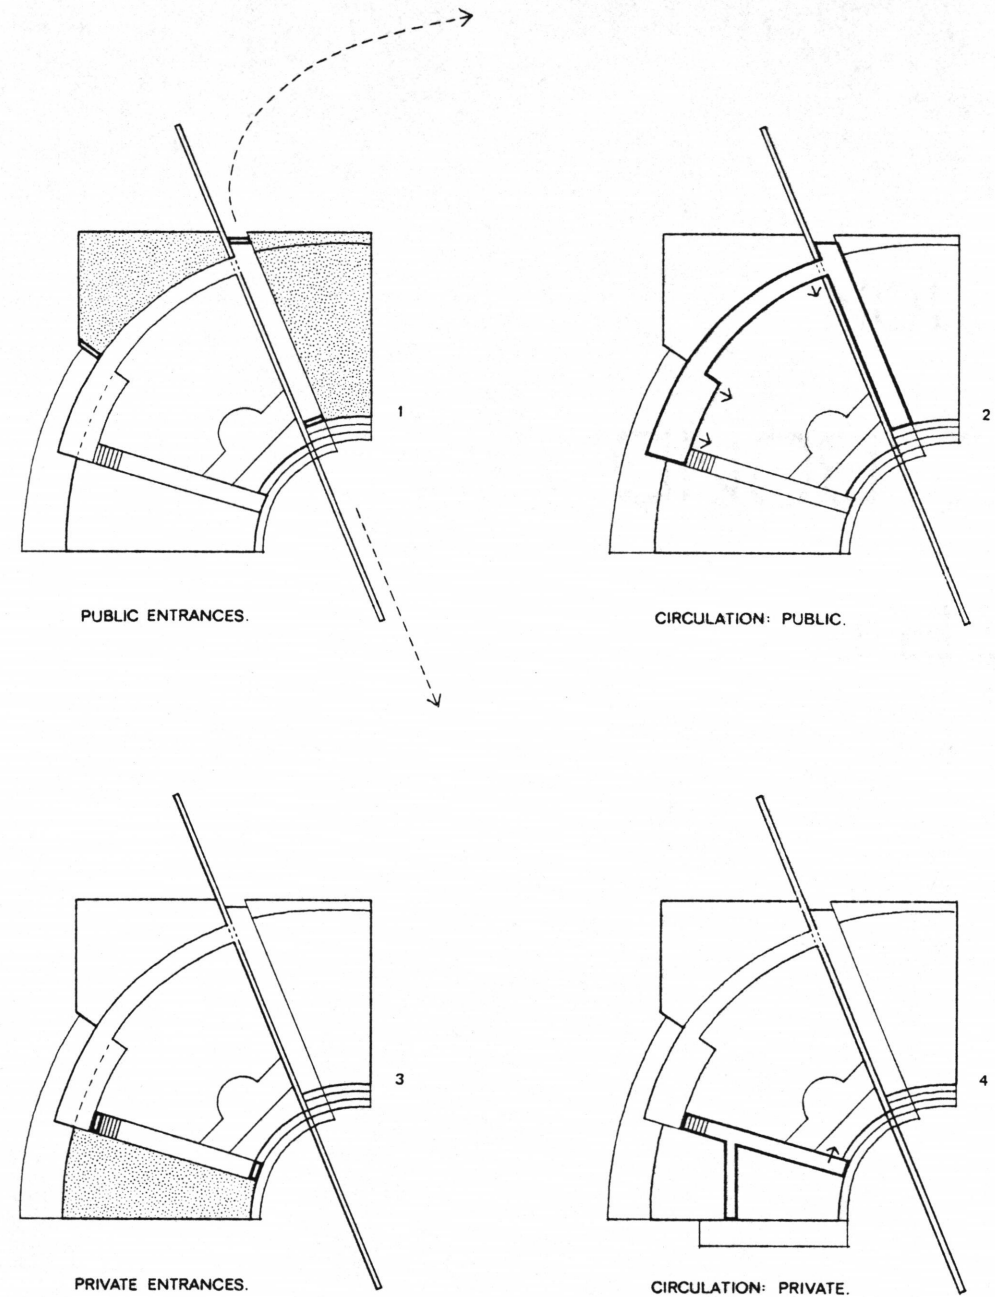 1
PUBLIC ENTRANCES.
2
CIRCULATION: PUBLIC.
3
PRIVATE ENTRANCES.
4
CIRCULATION: PRIVATE.